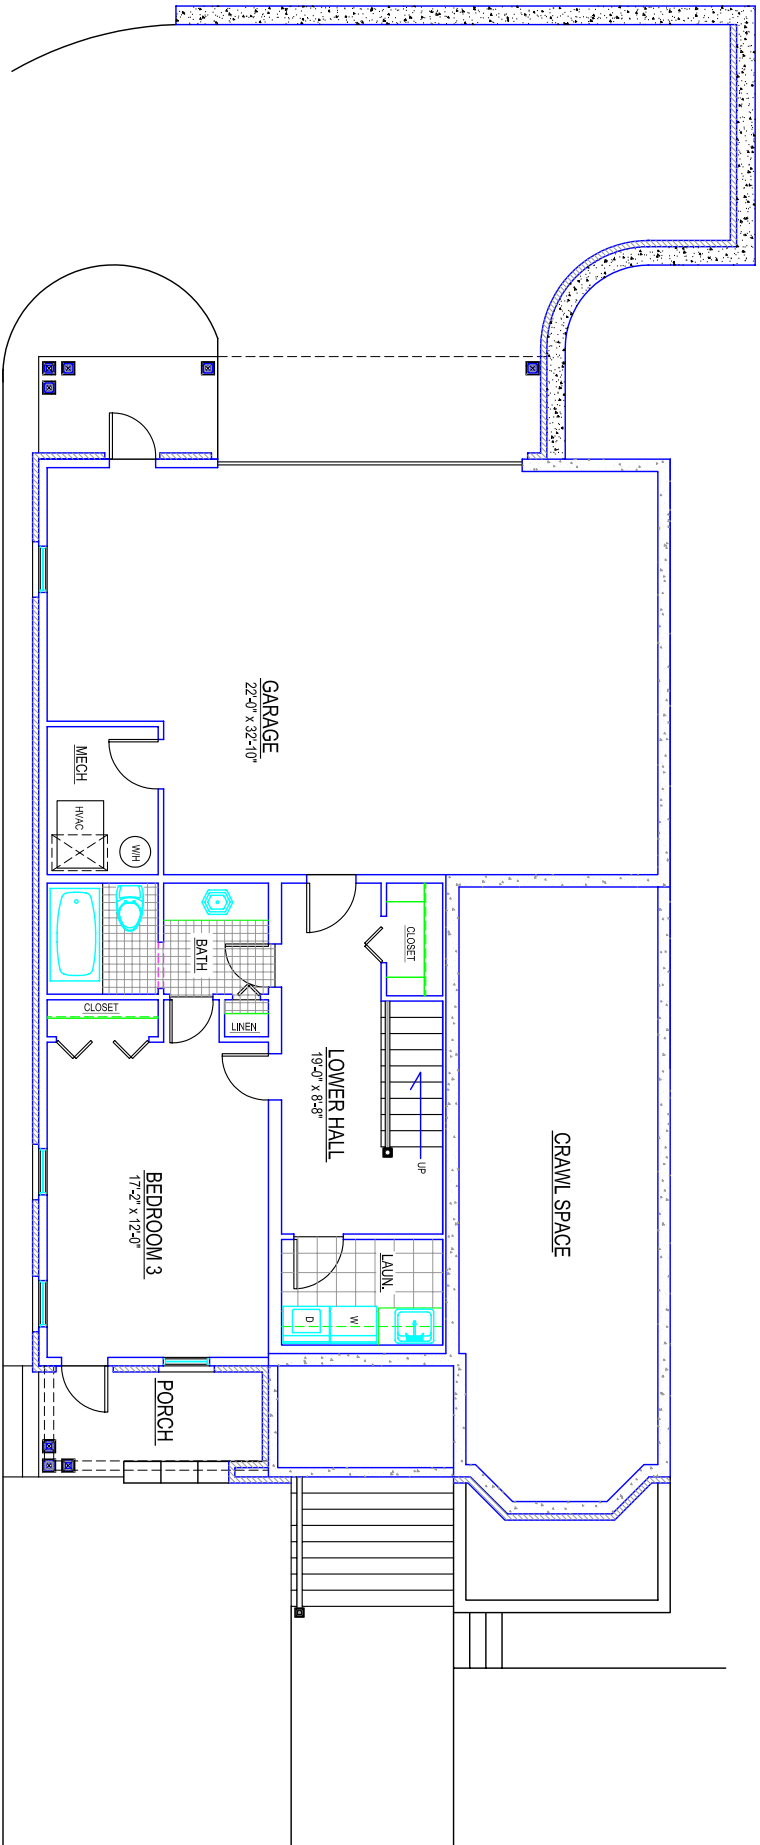 GARAGE
22'-0" x 32'-10"
MECH
HVAC
W/H
BATH
CLOSET
CLOSET
LINEN
LOWER HALL
19'-0" x 8'-8"
UP
CRAWL SPACE
BEDROOM 3
17'-2" x 12'-0"
LAUN.
D
W
PORCH